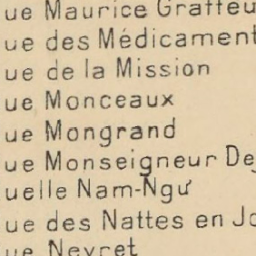 ue Maurice Graffeu
ue des Médicament
ue de la Mission
ue Monceaux
ue Mongrand
ue Monseigneur De
uelle Nam-Ngư
ue des Nattes en Jo
ue Neyret